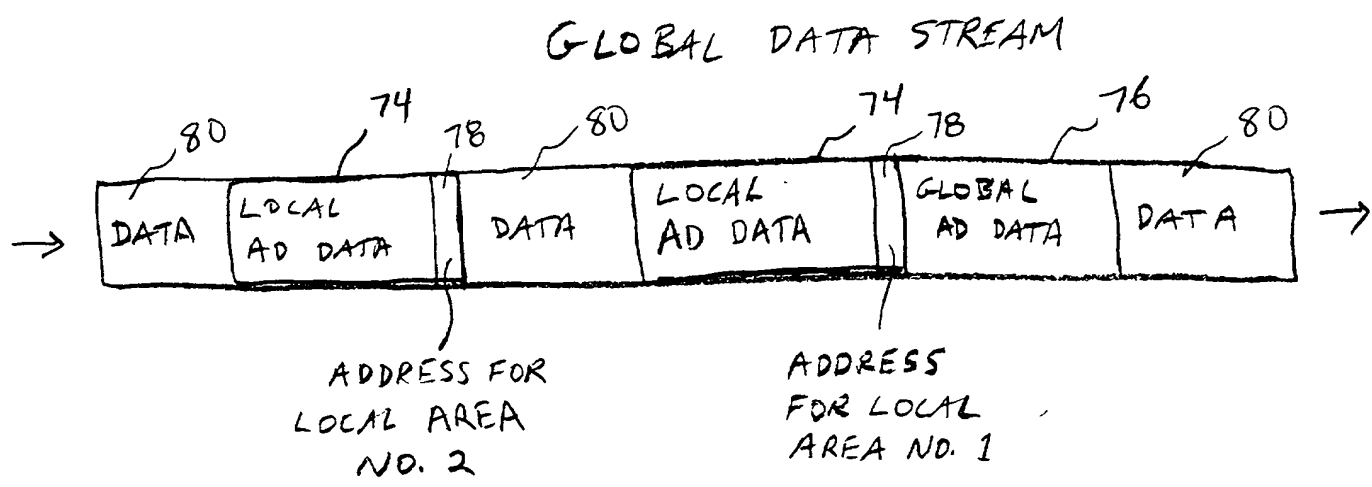 GLOBAL DATA STREAM
80 74 78 80 74 78 76 80
DATA LOCAL AD DATA DATA LOCAL AD DATA GLOBAL AD DATA DATA
ADDRESS FOR
LOCAL AREA
NO. 2
ADDRESS
FOR LOCAL
AREA NO. 1